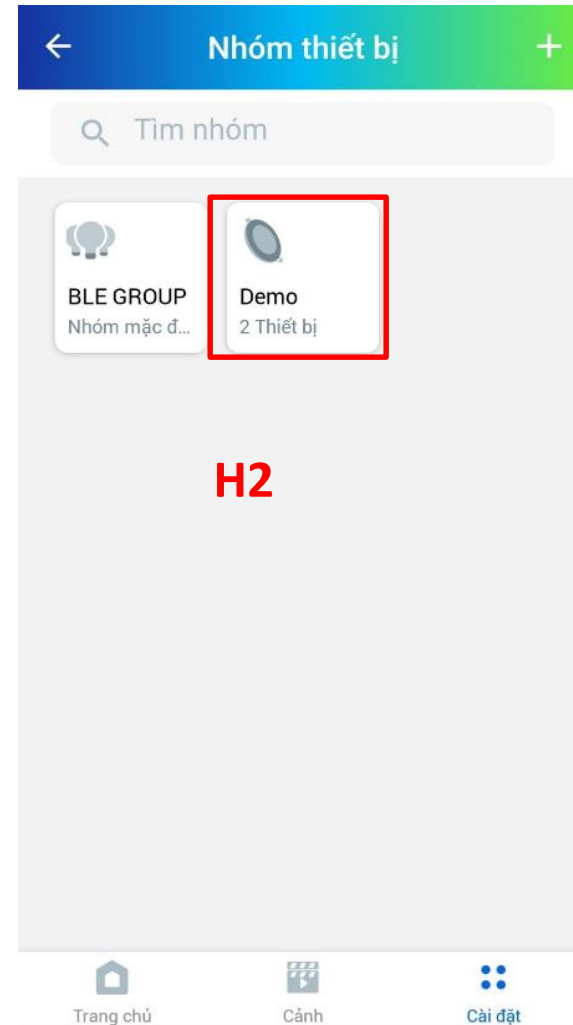 Nhóm thiết bị
Tìm nhóm
BLE GROUP
Nhóm mặc đ...
Demo
2 Thiết bị
H2
Trang chủ
Cảnh
Cài đặt